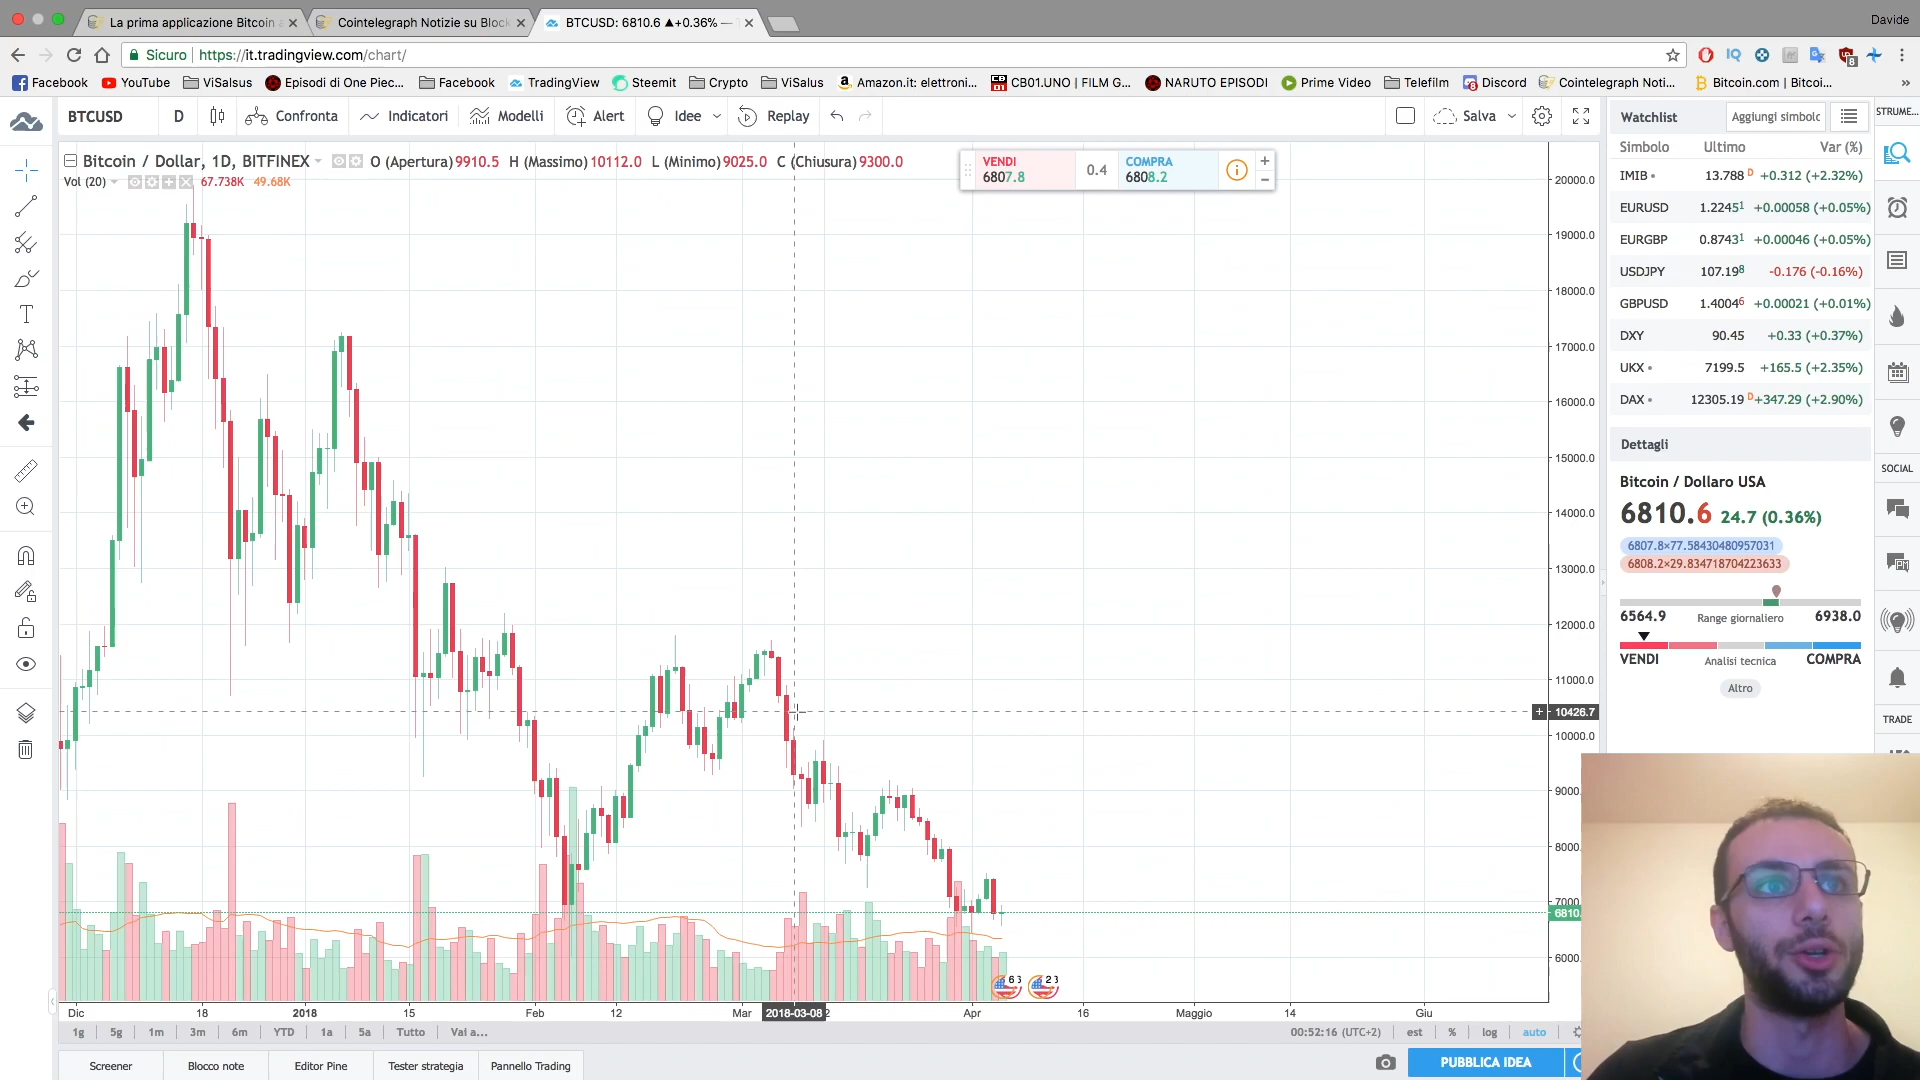 Davide
La prima applicazione Bitcoin a
Cointelegraph Notizie su Block
BTCUSD: 6810.6 ▲+0.36% —
Sicuro https://it.tradingview.com/chart/
Facebook YouTube ViSalsus Episodi di One Piec... Facebook TradingView Steemit Crypto ViSalus Amazon.it: elettroni... CB01.UNO | FILM G... NARUTO EPISODI Prime Video Telefilm Discord Cointelegraph Noti... Bitcoin.com | Bitcoi... »
BTCUSD D Confronta Indicatori Modelli Alert Idee Replay Salva
Bitcoin / Dollar, 1D, BITFINEX O (Apertura)9910.5 H (Massimo)10112.0 L (Minimo)9025.0 C (Chiusura)9300.0
Vol (20) 67.738K 49.68K
VENDI
6807.8
0.4
COMPRA
6808.2
20000.0
19000.0
18000.0
17000.0
16000.0
15000.0
14000.0
13000.0
12000.0
11000.0
10426.7
10000.0
9000.
8000.
7000.
6810.
6000.
63 23
Dic 18 2018 15 Feb 12 Mar 2018-03-08 2 Apr 16 Maggio 14 Giu
1g 5g 1m 3m 6m YTD 1a 5a Tutto Vai a... 00:52:16 (UTC+2) est % log auto
Screener Blocco note Editor Pine Tester strategia Pannello Trading PUBBLICA IDEA
Watchlist Aggiungi simbolo
Simbolo Ultimo Var (%)
IMIB 13.788 D +0.312 (+2.32%)
EURUSD 1.22451 +0.00058 (+0.05%)
EURGBP 0.87431 +0.00046 (+0.05%)
USDJPY 107.198 -0.176 (-0.16%)
GBPUSD 1.40046 +0.00021 (+0.01%)
DXY 90.45 +0.33 (+0.37%)
UKX 7199.5 +165.5 (+2.35%)
DAX 12305.19 D +347.29 (+2.90%)
Dettagli
Bitcoin / Dollaro USA
6810.6 24.7 (0.36%)
6807.8×77.58430480957031
6808.2×29.834718704223633
6564.9 Range giornaliero 6938.0
VENDI Analisi tecnica COMPRA
Altro
STRUME...
SOCIAL
TRADE